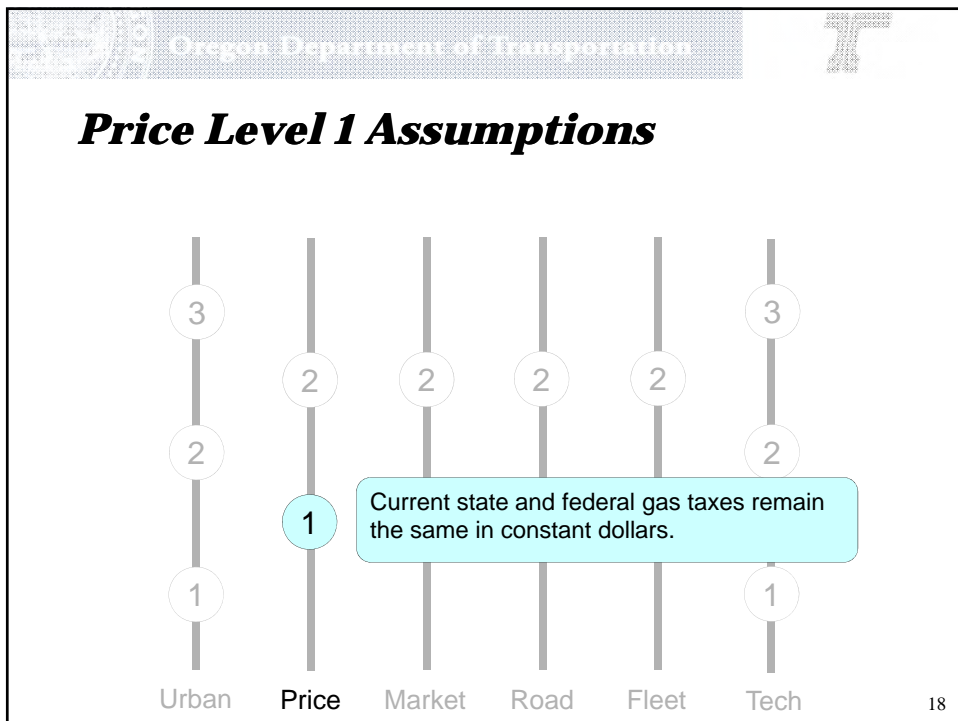 Oregon Department of Transportation
Price Level 1 Assumptions
3 3
2 2 2 2
2 2
1 Current state and federal gas taxes remain
the same in constant dollars.
1 1
Urban Price Market Road Fleet Tech 18